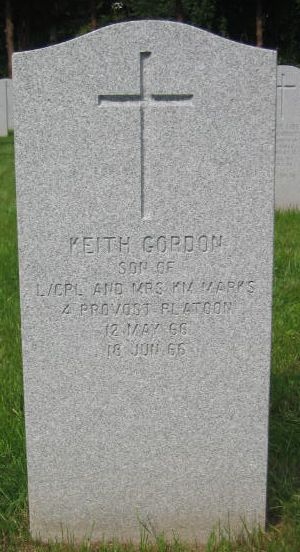 KEITH GORDON
SON OF
L/CPL AND MRS KM MARKS
4 PROVOST PLATOON
12 MAY 66
18 JUN 66